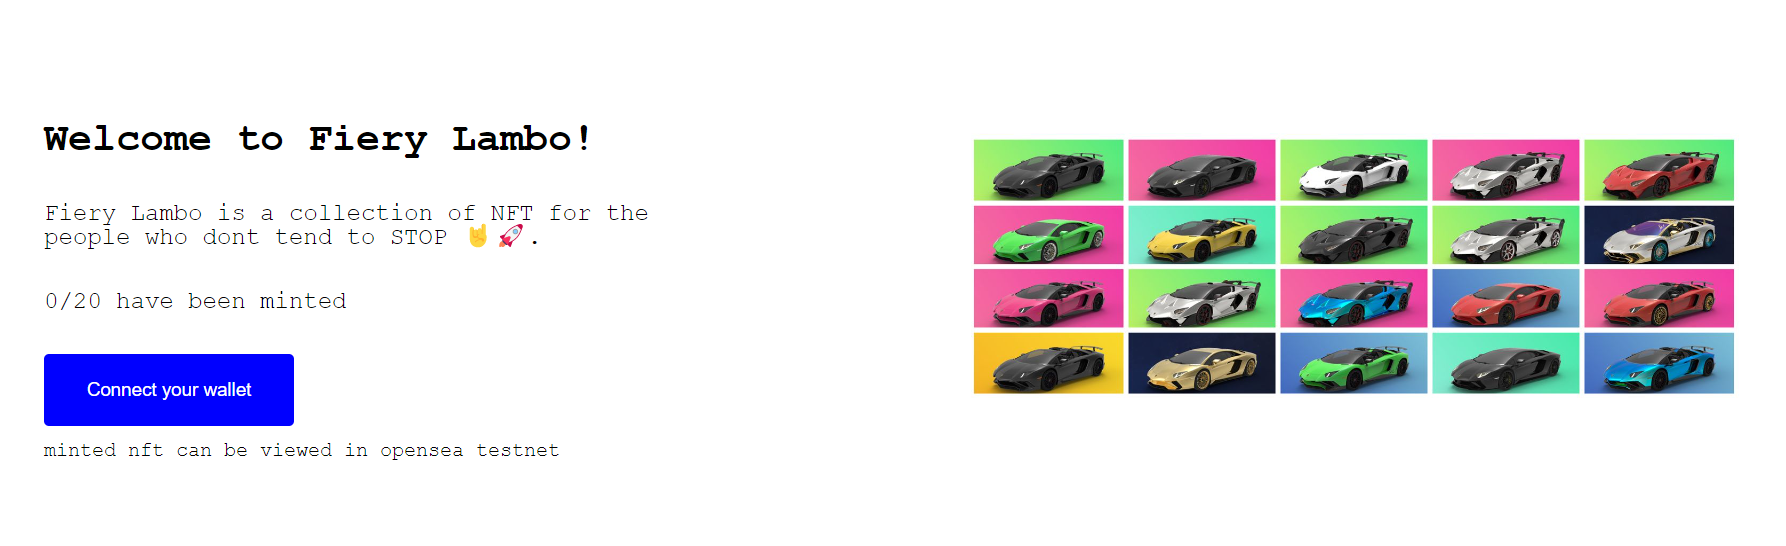 Welcome to Fiery Lambo!
Fiery Lambo is a collection of NFT for the
people who dont tend to STOP 🤘🚀.
0/20 have been minted
Connect your wallet
minted nft can be viewed in opensea testnet